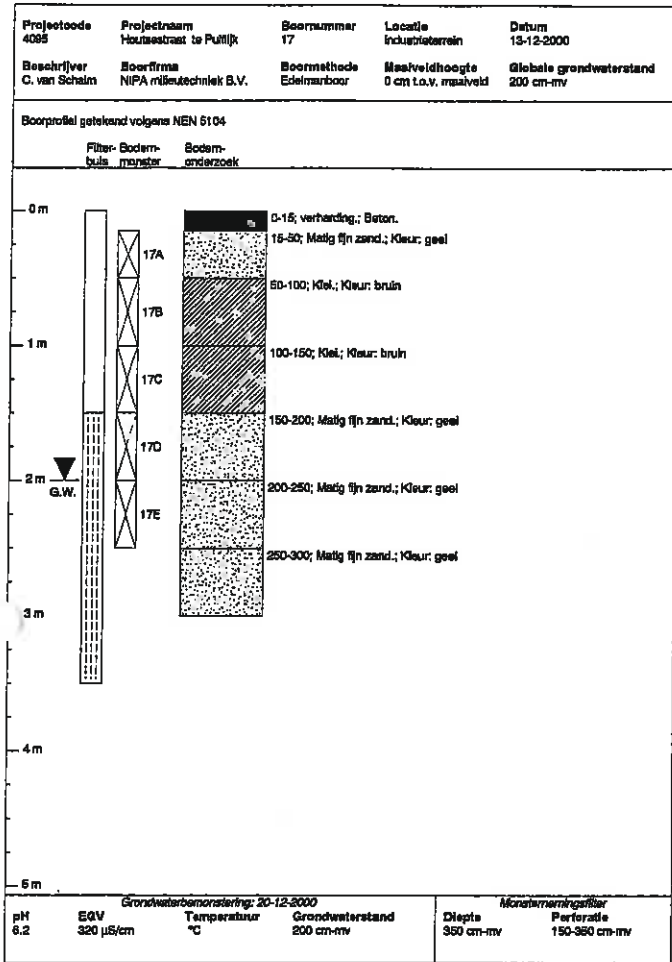 Projectcode Projectnaam Boornummer Locatie Datum
4095 Houtsestraat te Puiflijk 17 Industrieterrein 13-12-2000
Beschrijver Boorfirma Boormethode Maaiveldhoogte Globale grondwaterstand
C. van Schaim NIPA milieutechniek B.V. Edelmanboor 0 cm t.o.v. maaiveld 200 cm-mv
Boorprofiel getekend volgens NEN 5104
Filter- Bodem- Bodem-
buis monster onderzoek
0 m
0-15; verharding.; Beton.
15-50; Matig fijn zand.; Kleur: geel
17A
50-100; Klei.; Kleur: bruin
17B
1 m
100-150; Klei.; Kleur: bruin
17C
150-200; Matig fijn zand.; Kleur: geel
17D
2 m
G.W.
200-250; Matig fijn zand.; Kleur: geel
17E
250-300; Matig fijn zand.; Kleur: geel
3 m
4 m
5 m
Grondwaterbemonstering: 20-12-2000 Monsternemingsfilter
pH EGV Temperatuur Grondwaterstand Diepte Perforatie
6.2 320 µS/cm °C 200 cm-mv 350 cm-mv 150-350 cm-mv